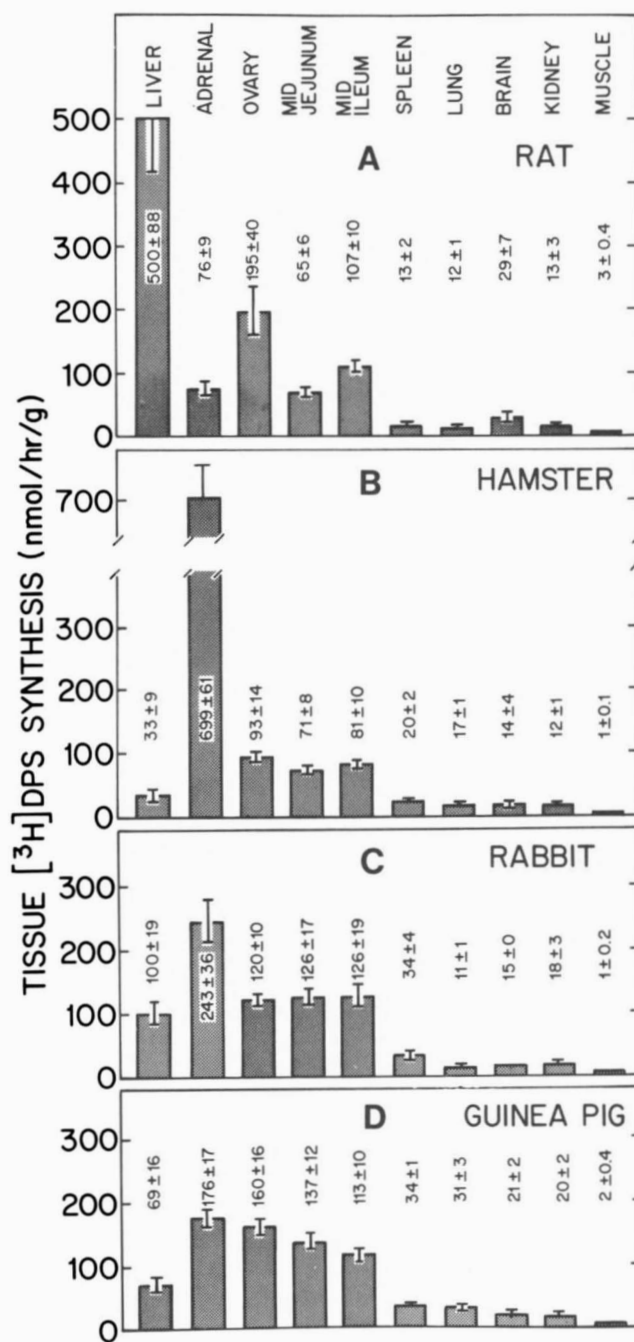 TISSUE [³H]DPS SYNTHESIS (nmol/hr/g)
LIVER
ADRENAL
OVARY
MID
JEJUNUM
MID
ILEUM
SPLEEN
LUNG
BRAIN
KIDNEY
MUSCLE
A
RAT
500
400
300
200
100
0
500±88
76±9
195±40
65±6
107±10
13±2
12±1
29±7
13±3
3±0.4
B
HAMSTER
700
300
200
100
0
33±9
699±61
93±14
71±8
81±10
20±2
17±1
14±4
12±1
1±0.1
C
RABBIT
300
200
100
0
100±19
243±36
120±10
126±17
126±19
34±4
11±1
15±0
18±3
1±0.2
D
GUINEA PIG
300
200
100
0
69±16
176±17
160±16
137±12
113±10
34±1
31±3
21±2
20±2
2±0.4